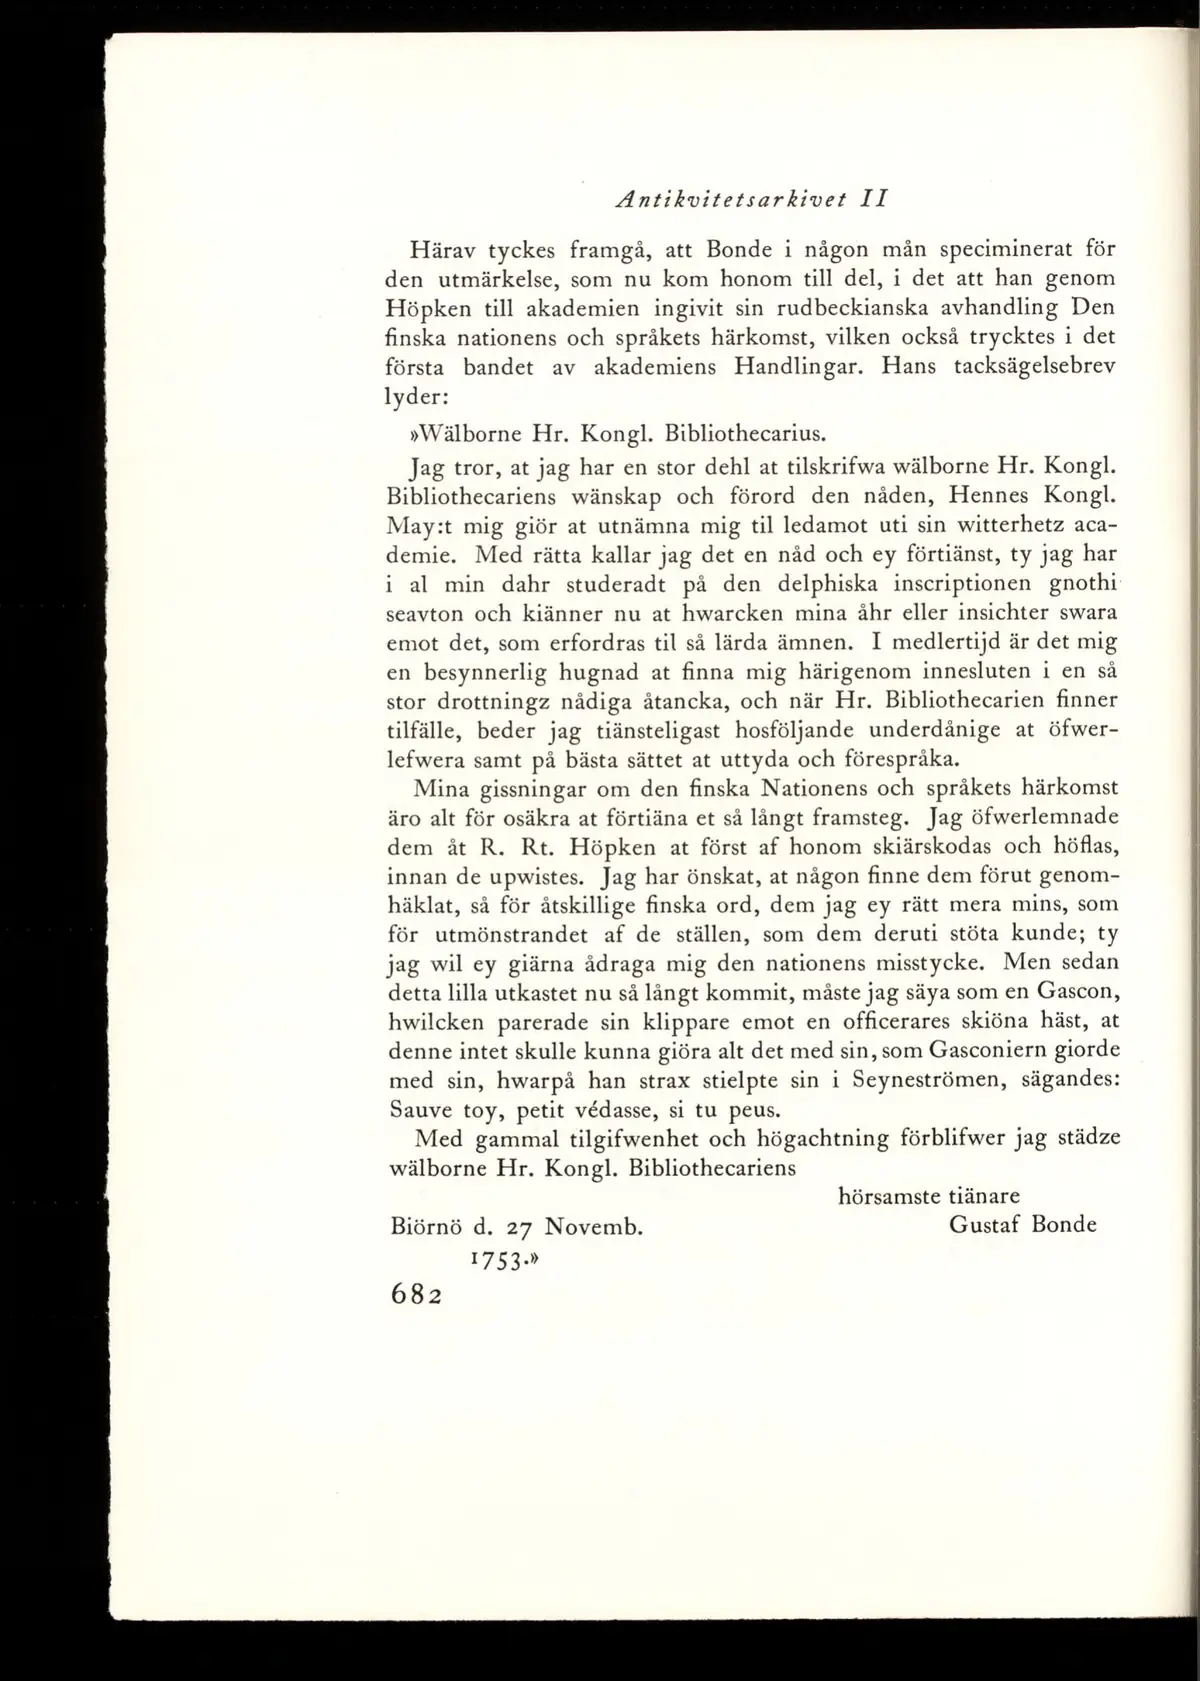 Antikvitetsarkivet II
Härav tyckes framgå, att Bonde i någon mån speciminerat för
den utmärkelse, som nu kom honom till del, i det att han genom
Höpken till akademien ingivit sin rudbeckianska avhandling Den
finska nationens och språkets härkomst, vilken också trycktes i det
första bandet av akademiens Handlingar. Hans tacksägelsebrev
lyder:
»Wälborne Hr. Kongl. Bibliothecarius.
Jag tror, at jag har en stor dehl at tilskrifwa wälborne Hr. Kongl.
Bibliothecariens wänskap och förord den nåden, Hennes Kongl.
May:t mig giör at utnämna mig til ledamot uti sin witterhetz aca-
demie. Med rätta kallar jag det en nåd och ey förtiänst, ty jag har
i al min dahr studeradt på den delphiska inscriptionen gnothi
seavton och kiänner nu at hwarcken mina åhr eller insichter swara
emot det, som erfordras til så lärda ämnen. I medlertijd är det mig
en besynnerlig hugnad at finna mig härigenom innesluten i en så
stor drottningz nådiga åtancka, och när Hr. Bibliothecarien finner
tilfälle, beder jag tiänsteligast hosföljande underdånige at öfwer-
lefwera samt på bästa sättet at uttyda och förespråka.
Mina gissningar om den finska Nationens och språkets härkomst
äro alt för osäkra at förtiäna et så långt framsteg. Jag öfwerlemnade
dem åt R. Rt. Höpken at först af honom skiärskodas och höflas,
innan de upwistes. Jag har önskat, at någon finne dem förut genom-
häklat, så för åtskillige finska ord, dem jag ey rätt mera mins, som
för utmönstrandet af de ställen, som dem deruti stöta kunde; ty
jag wil ey giärna ådraga mig den nationens misstycke. Men sedan
detta lilla utkastet nu så långt kommit, måste jag säya som en Gascon,
hwilcken parerade sin klippare emot en officerares skiöna häst, at
denne intet skulle kunna giöra alt det med sin, som Gasconiern giorde
med sin, hwarpå han strax stielpte sin i Seyneströmen, sägandes:
Sauve toy, petit védasse, si tu peus.
Med gammal tilgifwenhet och högachtning förblifwer jag städze
wälborne Hr. Kongl. Bibliothecariens
hörsamste tiänare
Biörnö d. 27 Novemb. Gustaf Bonde
1753.»
682